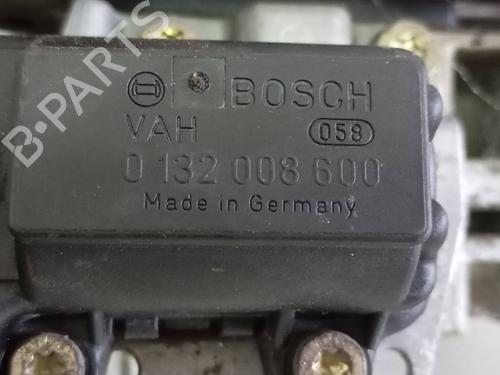 B-PARTS
BOSCH
VAH
058
0 132 008 600
Made in Germany